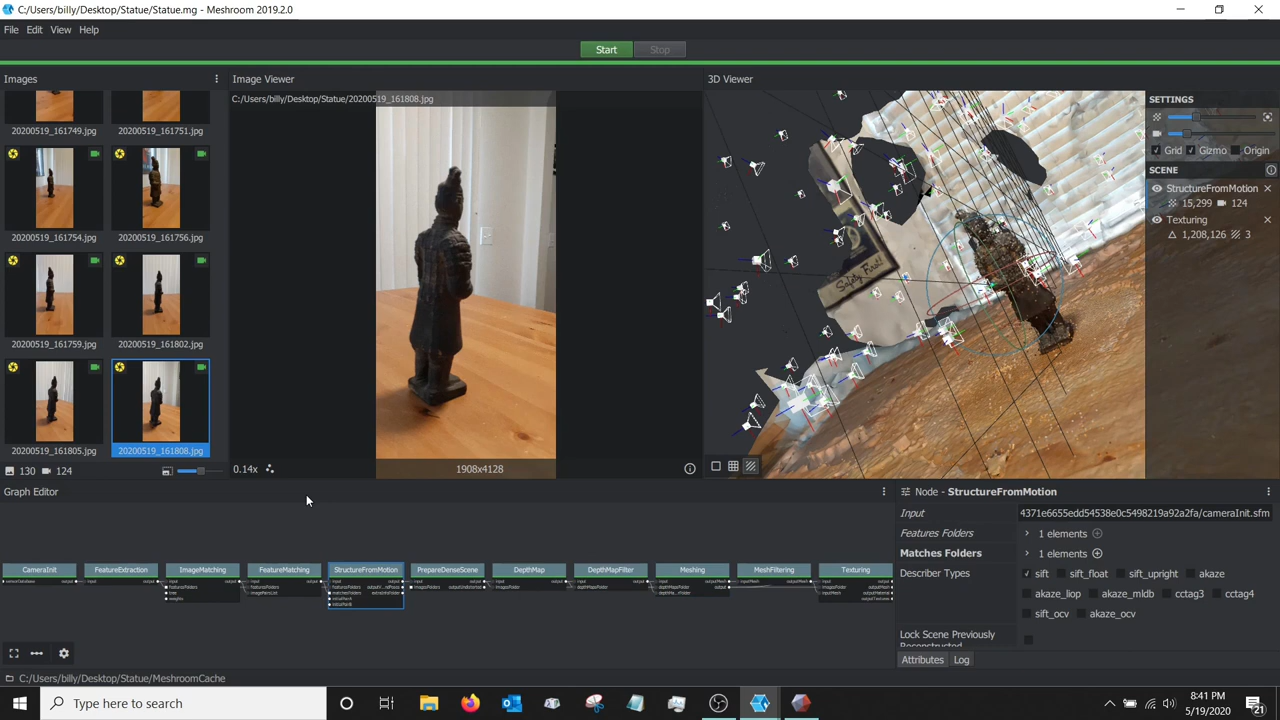 C:/Users/billy/Desktop/Statue/Statue.mg - Meshroom 2019.2.0
File Edit View Help
Start Stop
Images
Image Viewer
3D Viewer
C:/Users/billy/Desktop/Statue/20200519_161808.jpg
20200519_161749.jpg 20200519_161751.jpg
20200519_161754.jpg 20200519_161756.jpg
20200519_161759.jpg 20200519_161802.jpg
20200519_161805.jpg 20200519_161808.jpg
130 124
0.14x
1908x4128
Safety First!
SETTINGS
Grid Gizmo Origin
SCENE
StructureFromMotion
15,299 124
Texturing
1,208,126 3
Graph Editor
CameraInit FeatureExtraction ImageMatching FeatureMatching StructureFromMotion PrepareDenseScene DepthMap DepthMapFilter Meshing MeshFiltering Texturing
Node - StructureFromMotion
Input 4371e6655edd54538e0c5498219a92a2fa/cameraInit.sfm
Features Folders 1 elements
Matches Folders 1 elements
Describer Types sift sift_float sift_upright akaze
akaze_liop akaze_mldb cctag3 cctag4
sift_ocv akaze_ocv
Lock Scene Previously
Reconstructed
Attributes Log
C:/Users/billy/Desktop/Statue/MeshroomCache
Type here to search
8:41 PM
5/19/2020
21